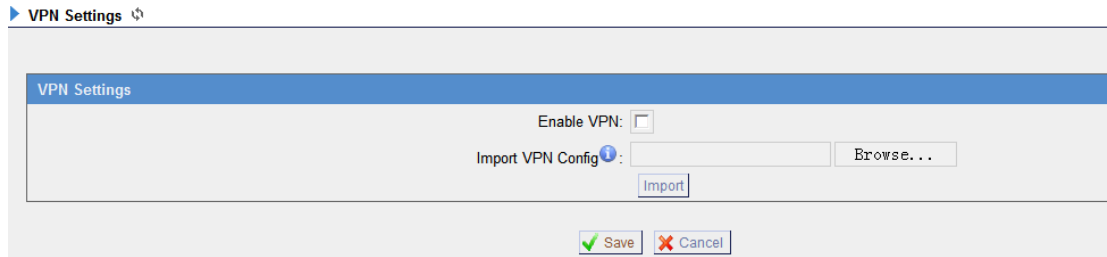 VPN Settings
VPN Settings
Enable VPN:
Import VPN Config :
Browse...
Import
Save
Cancel